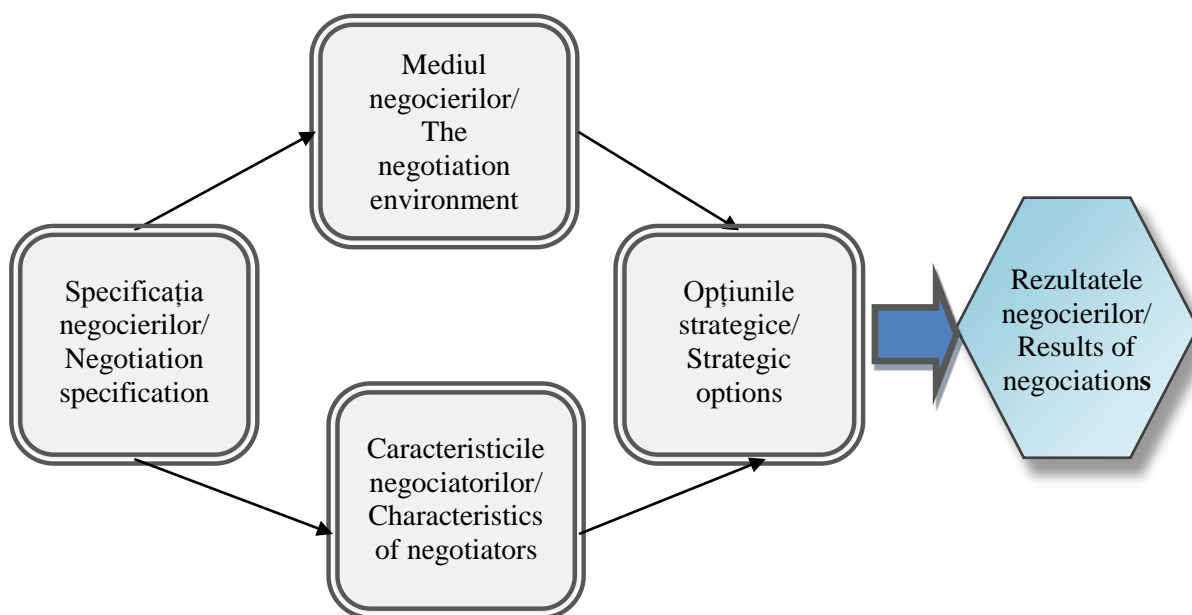 Mediul
negocierilor/
The
negotiation
environment
Specificația
negocierilor/
Negotiation
specification
Opțiunile
strategice/
Strategic
options
Rezultatele
negocierilor/
Results of
negociations
Caracteristicile
negociatorilor/
Characteristics
of negotiators